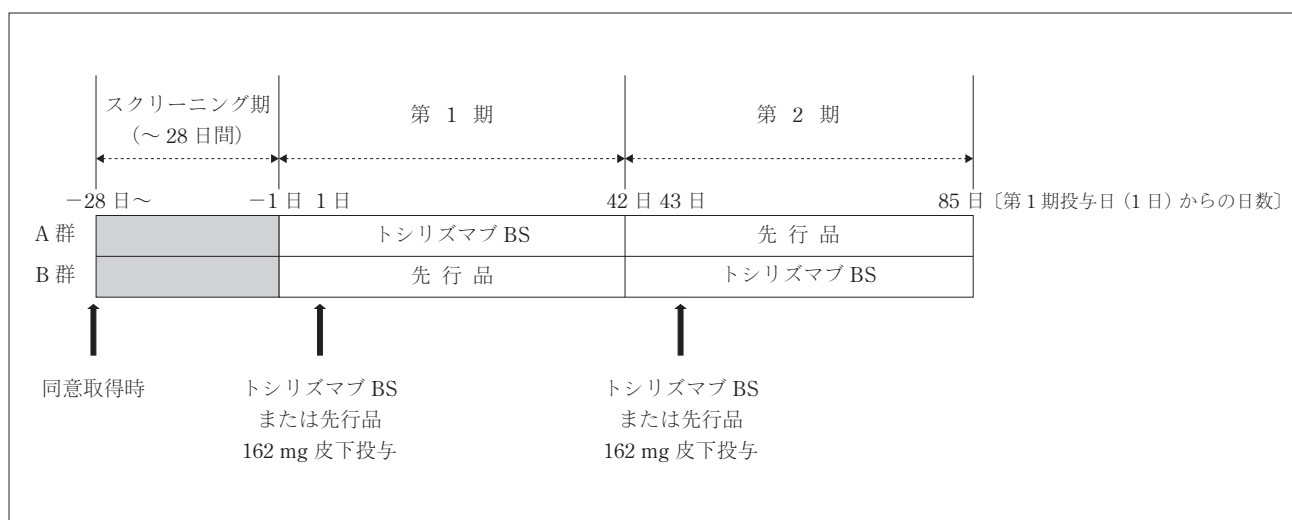 スクリーニング期
(～ 28 日間)
第 1 期
第 2 期
－28 日～
－1 日 1 日
42 日 43 日
85 日〔第 1 期投与日 (1 日) からの日数〕
A 群
トシリズマブ BS
先 行 品
B 群
先 行 品
トシリズマブ BS
同意取得時
トシリズマブ BS
または先行品
162 mg 皮下投与
トシリズマブ BS
または先行品
162 mg 皮下投与